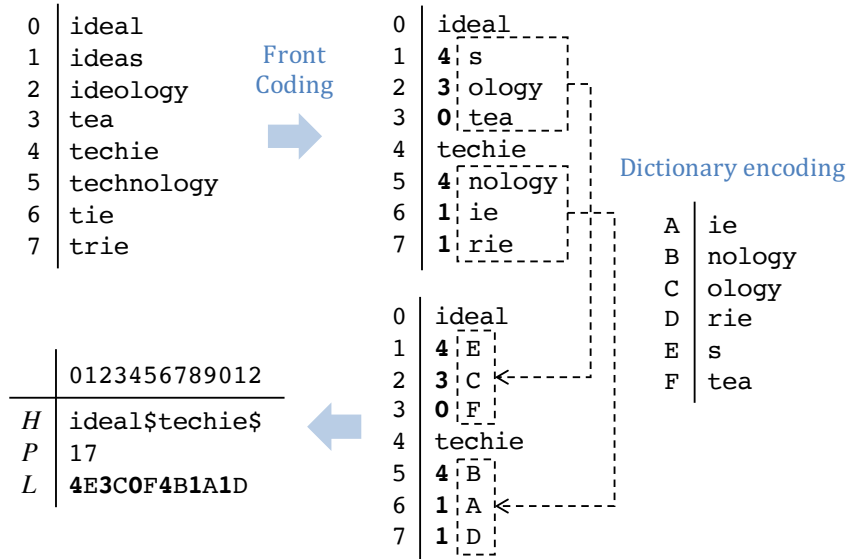 0 ideal
1 ideas
2 ideology
3 tea
4 techie
5 technology
6 tie
7 trie
Front
Coding
0 ideal
1 4 s
2 3 ology
3 0 tea
4 techie
5 4 nology
6 1 ie
7 1 rie
Dictionary encoding
A ie
B nology
C ology
D rie
E s
F tea
0 ideal
1 4 E
2 3 C
3 0 F
4 techie
5 4 B
6 1 A
7 1 D
0123456789012
H ideal$techie$
P 17
L 4E3C0F4B1A1D